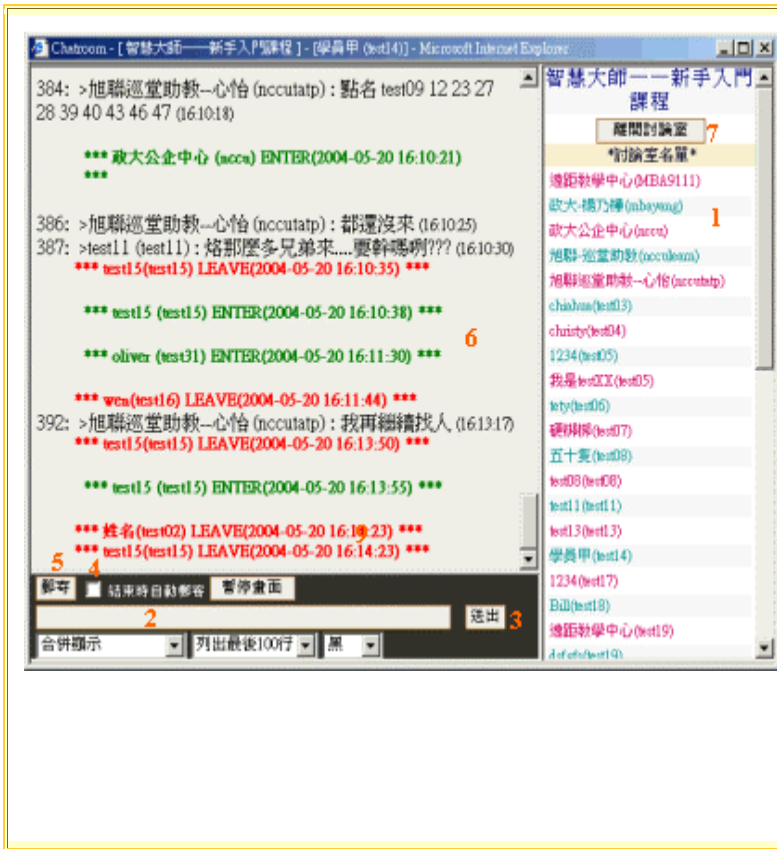 Chatroom - [ 智慧大師——新手入門課程 ] - [學員甲 (test14)] - Microsoft Internet Explorer
384: >旭聯巡堂助教--心怡 (nccutatp) : 點名 test09 12 23 27
28 39 40 43 46 47 (16:10:18)
*** 政大公企中心 (nccu) ENTER(2004-05-20 16:10:21)
***
386: >旭聯巡堂助教--心怡 (nccutatp) : 都還沒來 (16:10:25)
387: >test11 (test11) : 烙那麼多兄弟來....要幹嗎咧??? (16:10:30)
*** test15(test15) LEAVE(2004-05-20 16:10:35) ***
*** test15 (test15) ENTER(2004-05-20 16:10:38) ***
*** oliver (test31) ENTER(2004-05-20 16:11:30) ***
6
*** wen(test16) LEAVE(2004-05-20 16:11:44) ***
392: >旭聯巡堂助教--心怡 (nccutatp) : 我再繼續找人 (16:13:17)
*** test15(test15) LEAVE(2004-05-20 16:13:50) ***
*** test15 (test15) ENTER(2004-05-20 16:13:55) ***
*** 姓名(test02) LEAVE(2004-05-20 16:14:23) ***
*** test15(test15) LEAVE(2004-05-20 16:14:23) ***
5
4
郵寄
結束時自動郵寄
暫停畫面
2
送出 3
合併顯示
列出最後100行
黑
智慧大師——新手入門
課程
離開討論室 7
*討論室名單*
遠距教學中心(MBA9111)
政大-楊乃樺(mbayang)
1
政大公企中心(nccu)
旭聯-巡堂助教(nccuteam)
旭聯巡堂助教--心怡(nccutatp)
chiahua(test03)
christy(test04)
1234(test05)
我是testXX(test05)
tety(test06)
硬梆梆(test07)
五十隻(test08)
test08(test08)
test11(test11)
test13(test13)
學員甲(test14)
1234(test17)
Bill(test18)
遠距教學中心(test19)